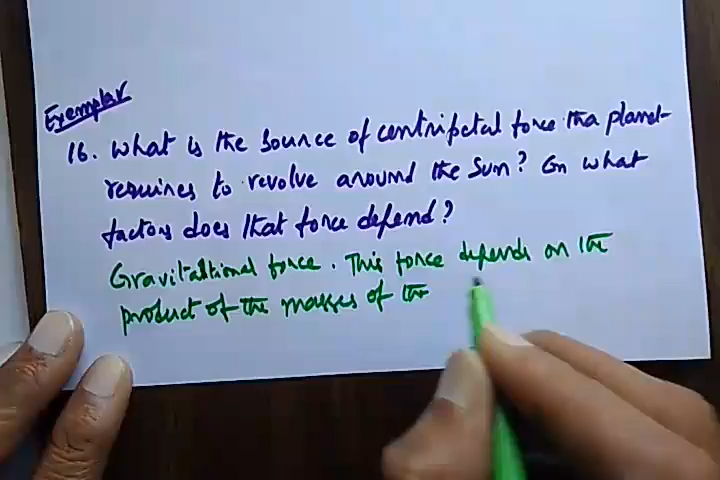 Exemplar
16. What is the source of centripetal force tha planet
requires to revolve around the Sun? On what
factors does that force depend?
Gravitational force. This force depends on the
product of the masses of the